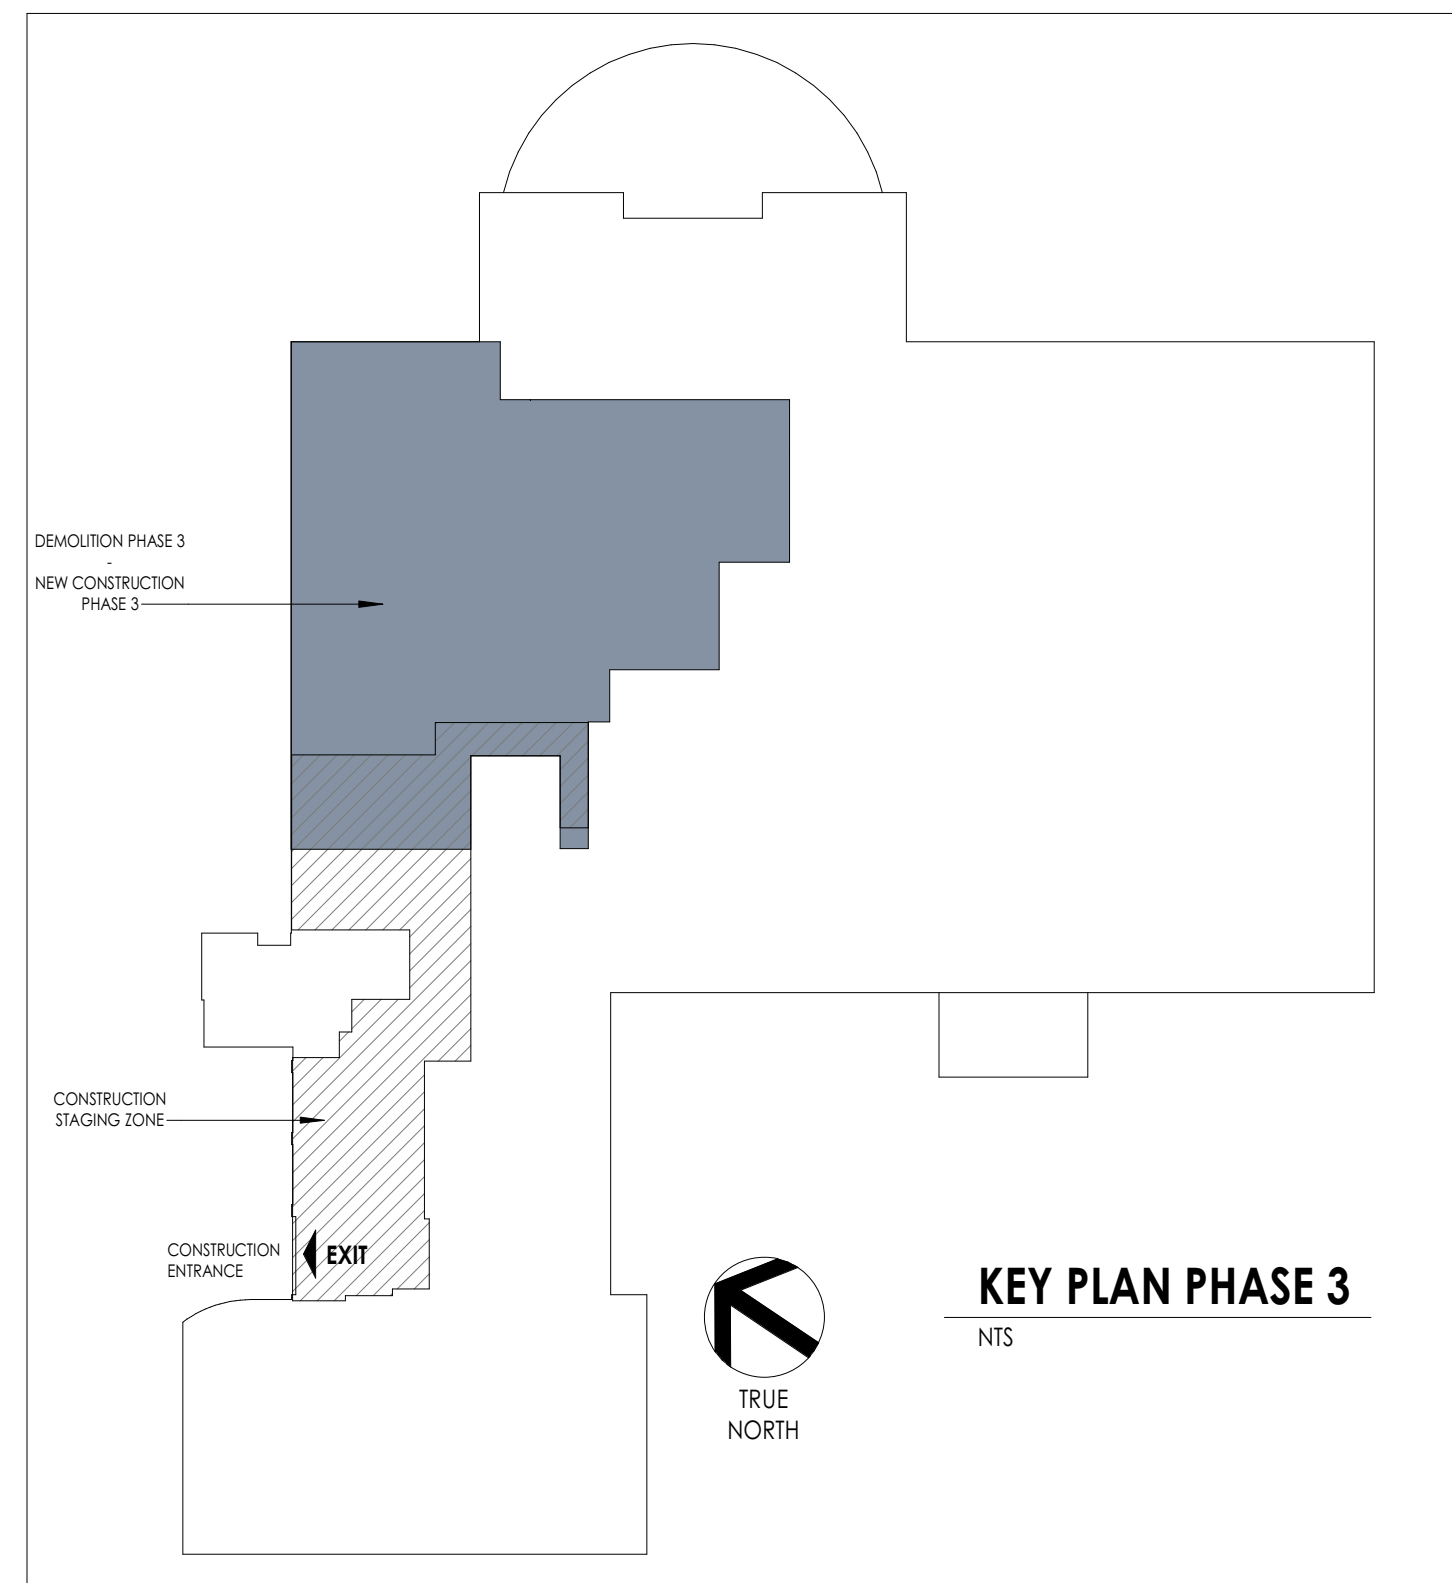 DEMOLITION PHASE 3
-
NEW CONSTRUCTION
PHASE 3
CONSTRUCTION
STAGING ZONE
CONSTRUCTION
ENTRANCE
EXIT
TRUE
NORTH
KEY PLAN PHASE 3
NTS